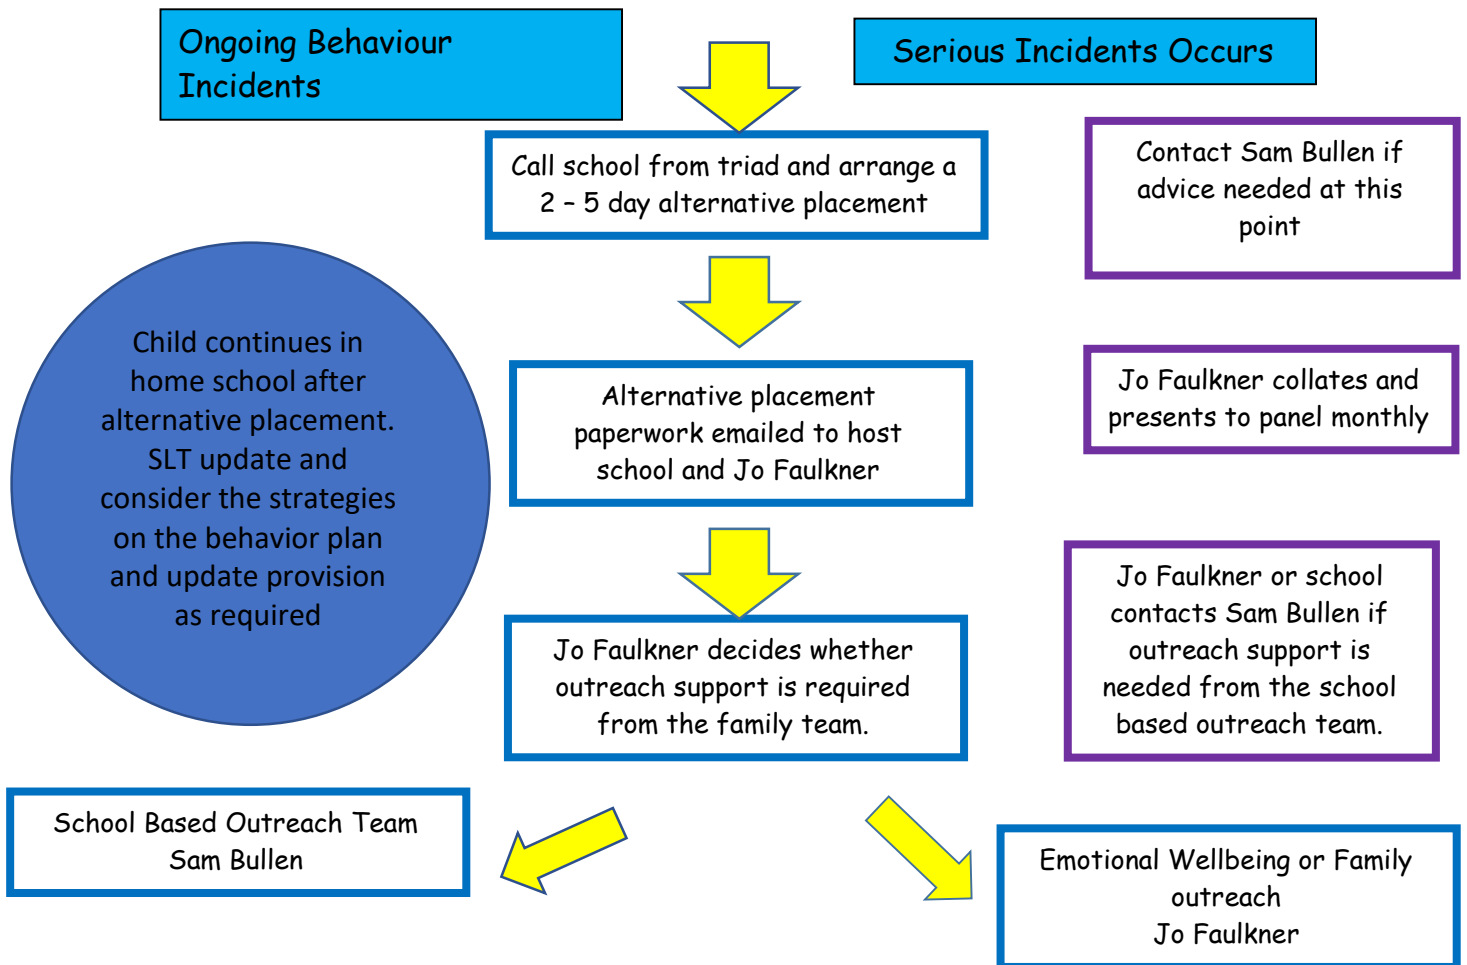 Ongoing Behaviour
Incidents
Serious Incidents Occurs
Call school from triad and arrange a
2 – 5 day alternative placement
Contact Sam Bullen if
advice needed at this
point
Child continues in
home school after
alternative placement.
SLT update and
consider the strategies
on the behavior plan
and update provision
as required
Alternative placement
paperwork emailed to host
school and Jo Faulkner
Jo Faulkner collates and
presents to panel monthly
Jo Faulkner decides whether
outreach support is required
from the family team.
Jo Faulkner or school
contacts Sam Bullen if
outreach support is
needed from the school
based outreach team.
School Based Outreach Team
Sam Bullen
Emotional Wellbeing or Family
outreach
Jo Faulkner